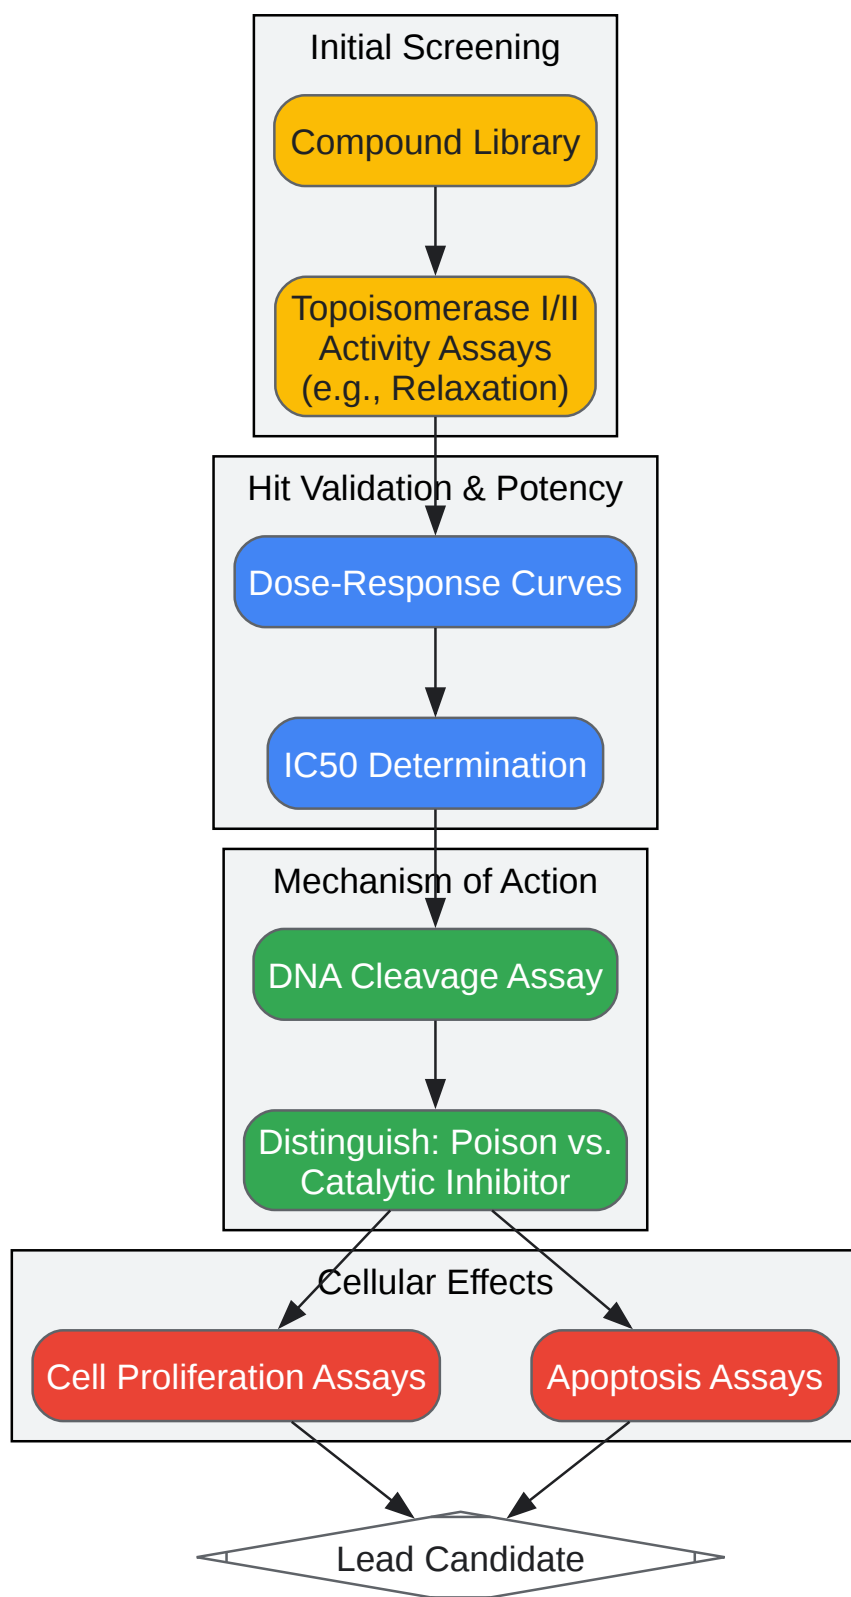 Initial Screening
Compound Library
Topoisomerase I/II
Activity Assays
(e.g., Relaxation)
Hit Validation & Potency
Dose-Response Curves
IC50 Determination
Mechanism of Action
DNA Cleavage Assay
Distinguish: Poison vs.
Catalytic Inhibitor
Cellular Effects
Cell Proliferation Assays
Apoptosis Assays
Lead Candidate